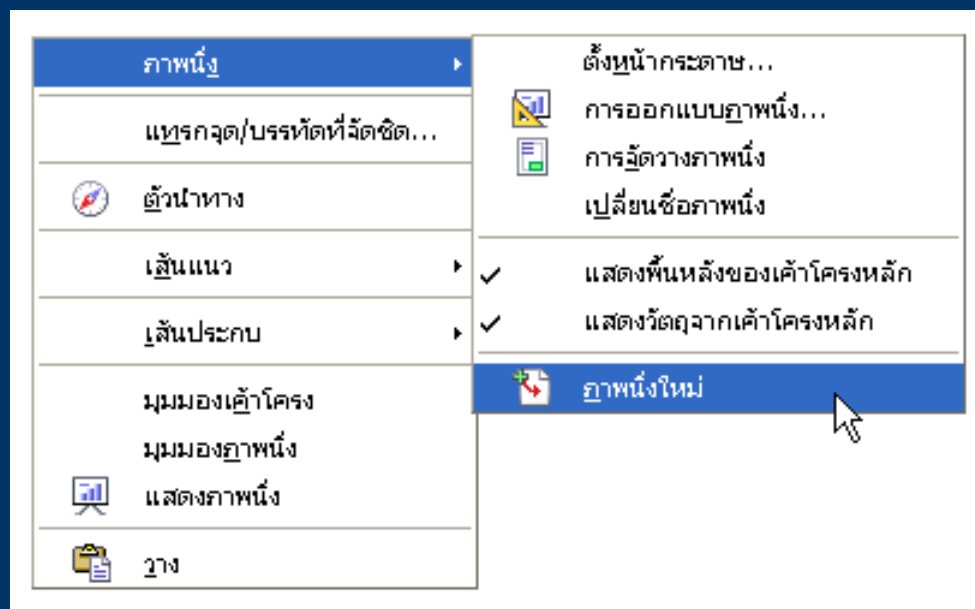 ภาพนิ่ง
แทรกจุด/บรรทัดที่จัดชิด...
ตัวนำทาง
เส้นแนว
เส้นประกบ
มุมมองเค้าโครง
มุมมองภาพนิ่ง
แสดงภาพนิ่ง
วาง
ตั้งหน้ากระดาษ...
การออกแบบภาพนิ่ง...
การจัดวางภาพนิ่ง
เปลี่ยนชื่อภาพนิ่ง
แสดงพื้นหลังของเค้าโครงหลัก
แสดงวัตถุจากเค้าโครงหลัก
ภาพนิ่งใหม่